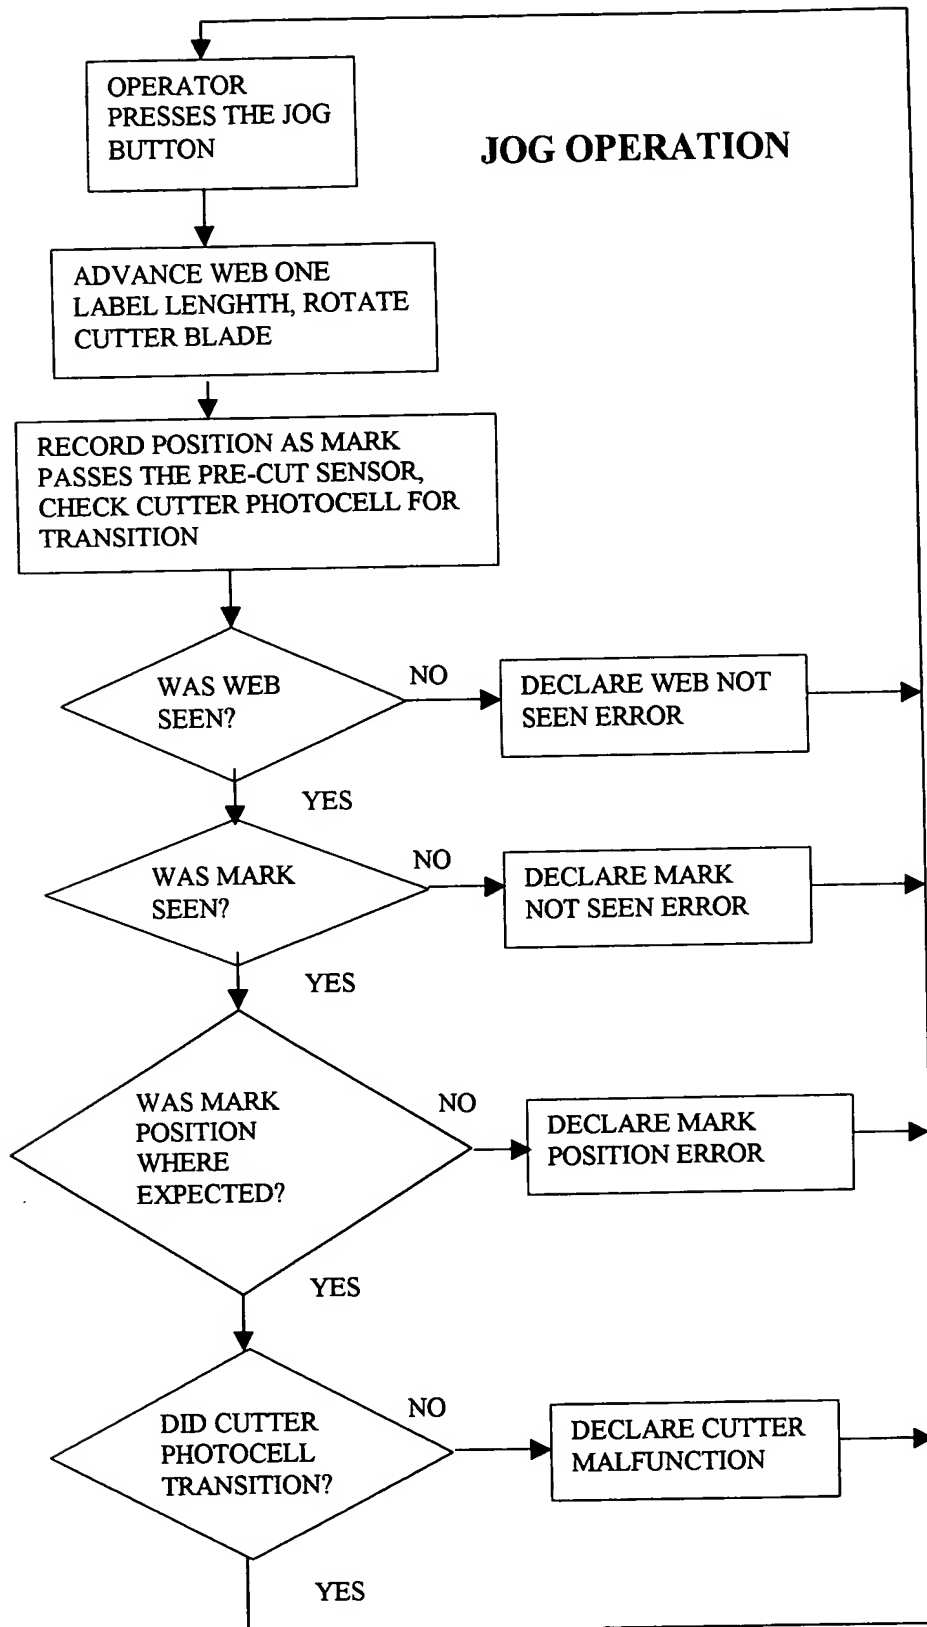 OPERATOR
PRESSES THE JOG
BUTTON
JOG OPERATION
ADVANCE WEB ONE
LABEL LENGHTH, ROTATE
CUTTER BLADE
RECORD POSITION AS MARK
PASSES THE PRE-CUT SENSOR,
CHECK CUTTER PHOTOCELL FOR
TRANSITION
WAS WEB
SEEN?
NO
DECLARE WEB NOT
SEEN ERROR
YES
WAS MARK
SEEN?
NO
DECLARE MARK
NOT SEEN ERROR
YES
WAS MARK
POSITION
WHERE
EXPECTED?
NO
DECLARE MARK
POSITION ERROR
YES
DID CUTTER
PHOTOCELL
TRANSITION?
NO
DECLARE CUTTER
MALFUNCTION
YES